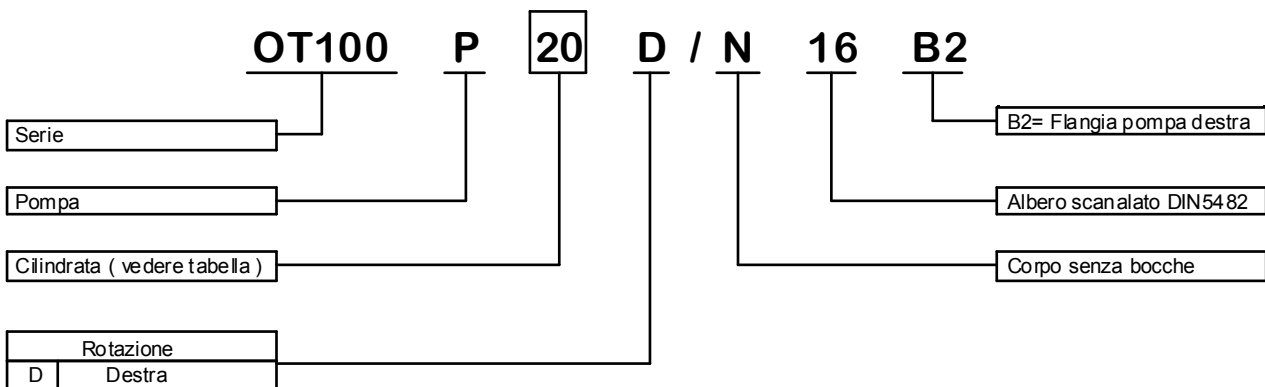 OT100 P 20 D / N 16 B2
Serie
B2= Flangia pompa destra
Pompa
Albero scanalato DIN5482
Cilindrata ( vedere tabella )
Corpo senza bocche
Rotazione
D Destra